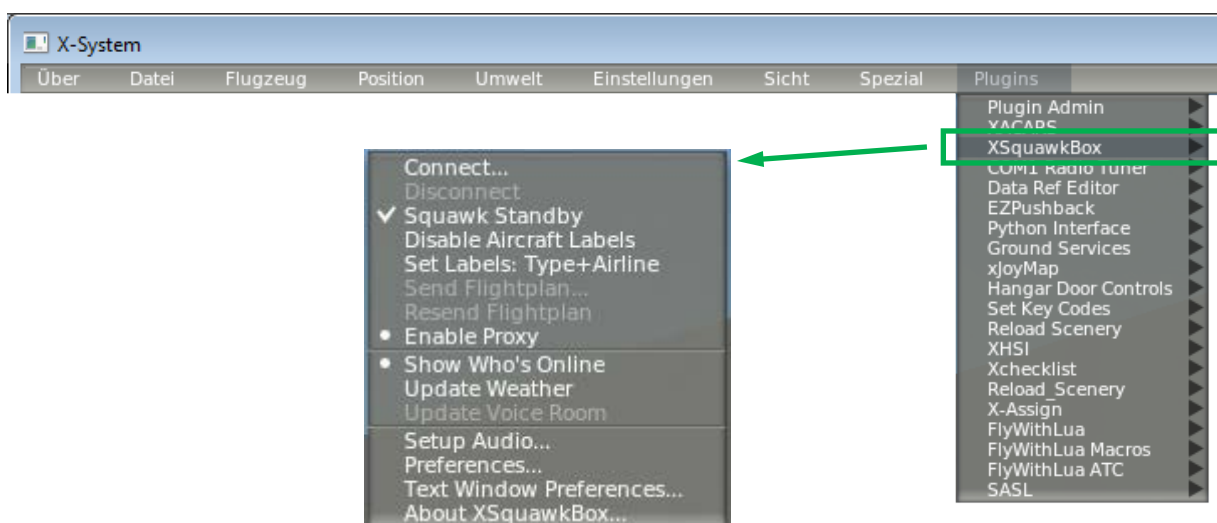 X-System
Über Datei Flugzeug Position Umwelt Einstellungen Sicht Spezial Plugins
Plugin Admin
XACARS
XSquawkBox
COM1 Radio Tuner
Data Ref Editor
EZPushback
Python Interface
Ground Services
xJoyMap
Hangar Door Controls
Set Key Codes
Reload Scenery
XHSI
Xchecklist
Reload_Scenery
X-Assign
FlyWithLua
FlyWithLua Macros
FlyWithLua ATC
SASL
Connect...
Disconnect
Squawk Standby
Disable Aircraft Labels
Set Labels: Type+Airline
Send Flightplan...
Resend Flightplan
Enable Proxy
Show Who's Online
Update Weather
Update Voice Room
Setup Audio...
Preferences...
Text Window Preferences...
About XSquawkBox...